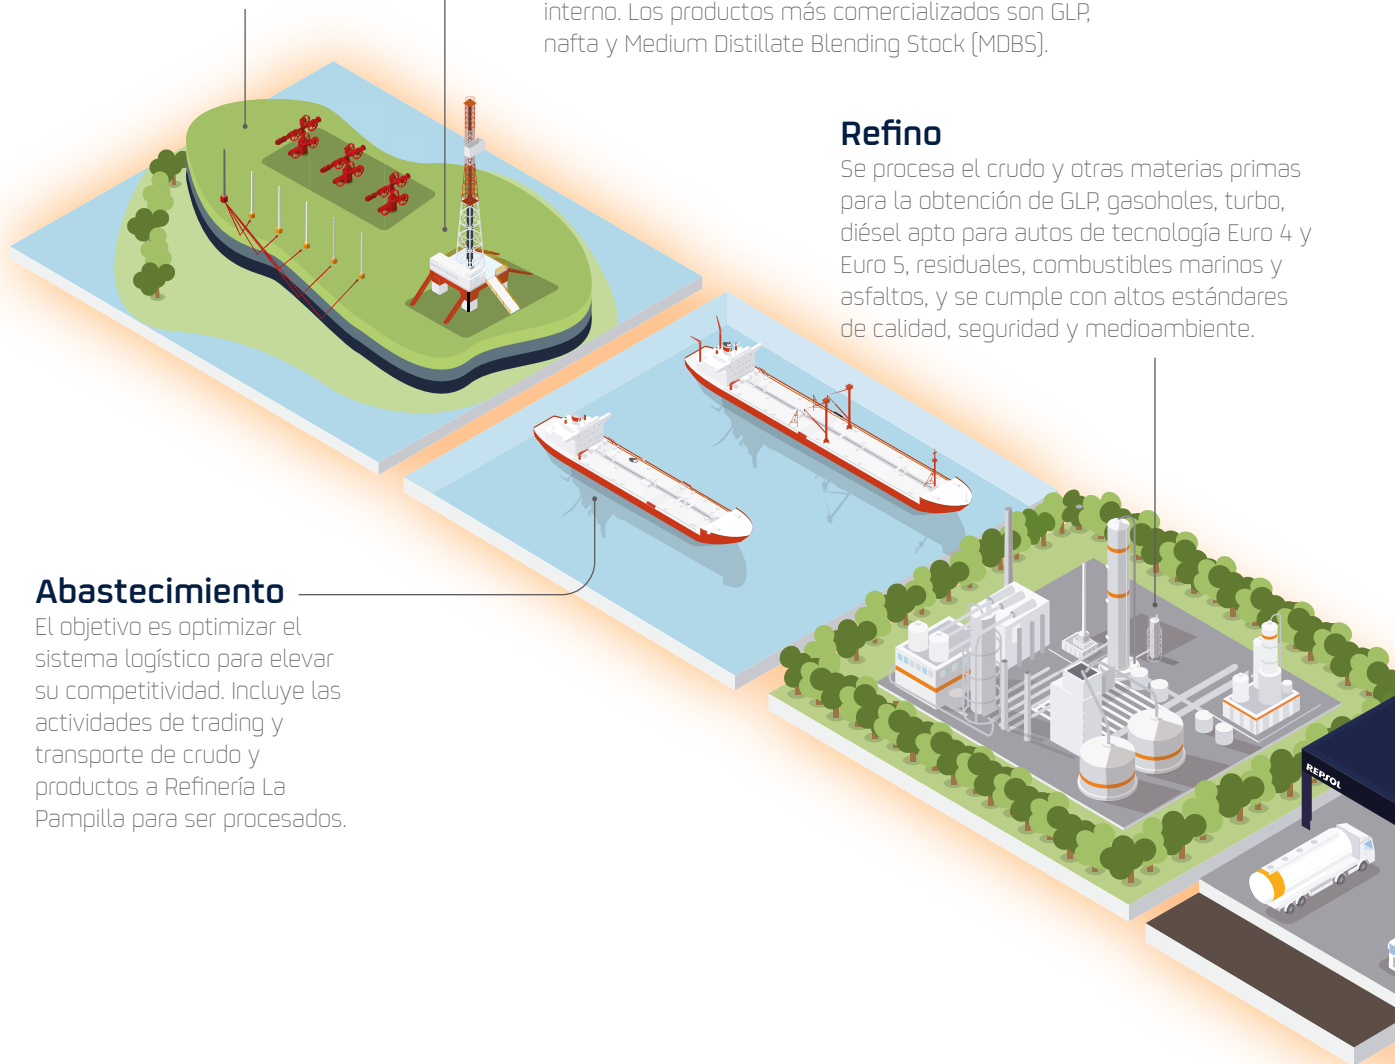 interno. Los productos más comercializados son GLP,
nafta y Medium Distillate Blending Stock (MDBS).
Refino
Se procesa el crudo y otras materias primas
para la obtención de GLP, gasoholes, turbo,
diésel apto para autos de tecnología Euro 4 y
Euro 5, residuales, combustibles marinos y
asfaltos, y se cumple con altos estándares
de calidad, seguridad y medioambiente.
Abastecimiento
El objetivo es optimizar el
sistema logístico para elevar
su competitividad. Incluye las
actividades de trading y
transporte de crudo y
productos a Refinería La
Pampilla para ser procesados.
REPSOL